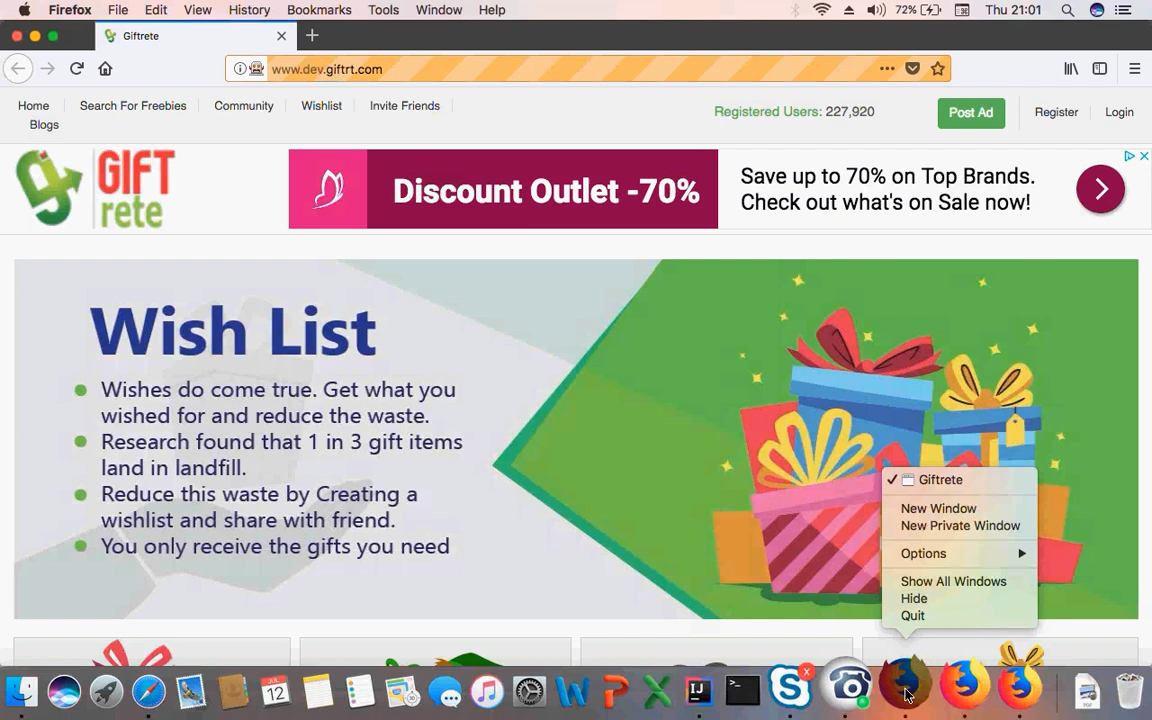 Firefox File Edit View History Bookmarks Tools Window Help 72% Thu 21:01
Giftrete
www.dev.giftrt.com
Home Search For Freebies Community Wishlist Invite Friends
Blogs
Registered Users: 227,920 Post Ad Register Login
GIFT
rete
Discount Outlet -70%
Save up to 70% on Top Brands.
Check out what's on Sale now!
Wish List
Wishes do come true. Get what you
wished for and reduce the waste.
Research found that 1 in 3 gift items
land in landfill.
Reduce this waste by Creating a
wishlist and share with friend.
You only receive the gifts you need
Giftrete
New Window
New Private Window
Options
Show All Windows
Hide
Quit
JUL
12